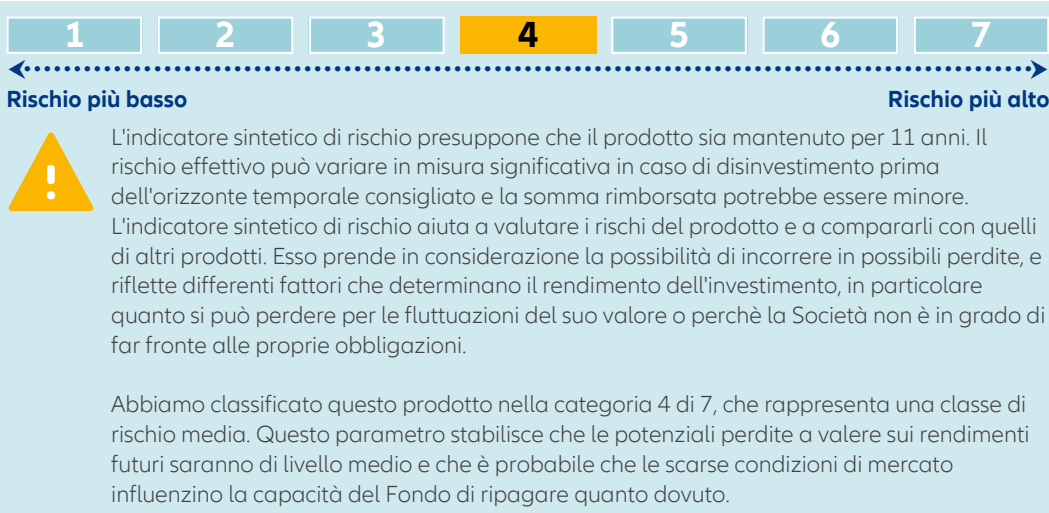 1 2 3 4 5 6 7
Rischio più basso Rischio più alto
L'indicatore sintetico di rischio presuppone che il prodotto sia mantenuto per 11 anni. Il
rischio effettivo può variare in misura significativa in caso di disinvestimento prima
dell'orizzonte temporale consigliato e la somma rimborsata potrebbe essere minore.
L'indicatore sintetico di rischio aiuta a valutare i rischi del prodotto e a compararli con quelli
di altri prodotti. Esso prende in considerazione la possibilità di incorrere in possibili perdite, e
riflette differenti fattori che determinano il rendimento dell'investimento, in particolare
quanto si può perdere per le fluttuazioni del suo valore o perchè la Società non è in grado di
far fronte alle proprie obbligazioni.
Abbiamo classificato questo prodotto nella categoria 4 di 7, che rappresenta una classe di
rischio media. Questo parametro stabilisce che le potenziali perdite a valere sui rendimenti
futuri saranno di livello medio e che è probabile che le scarse condizioni di mercato
influenzino la capacità del Fondo di ripagare quanto dovuto.